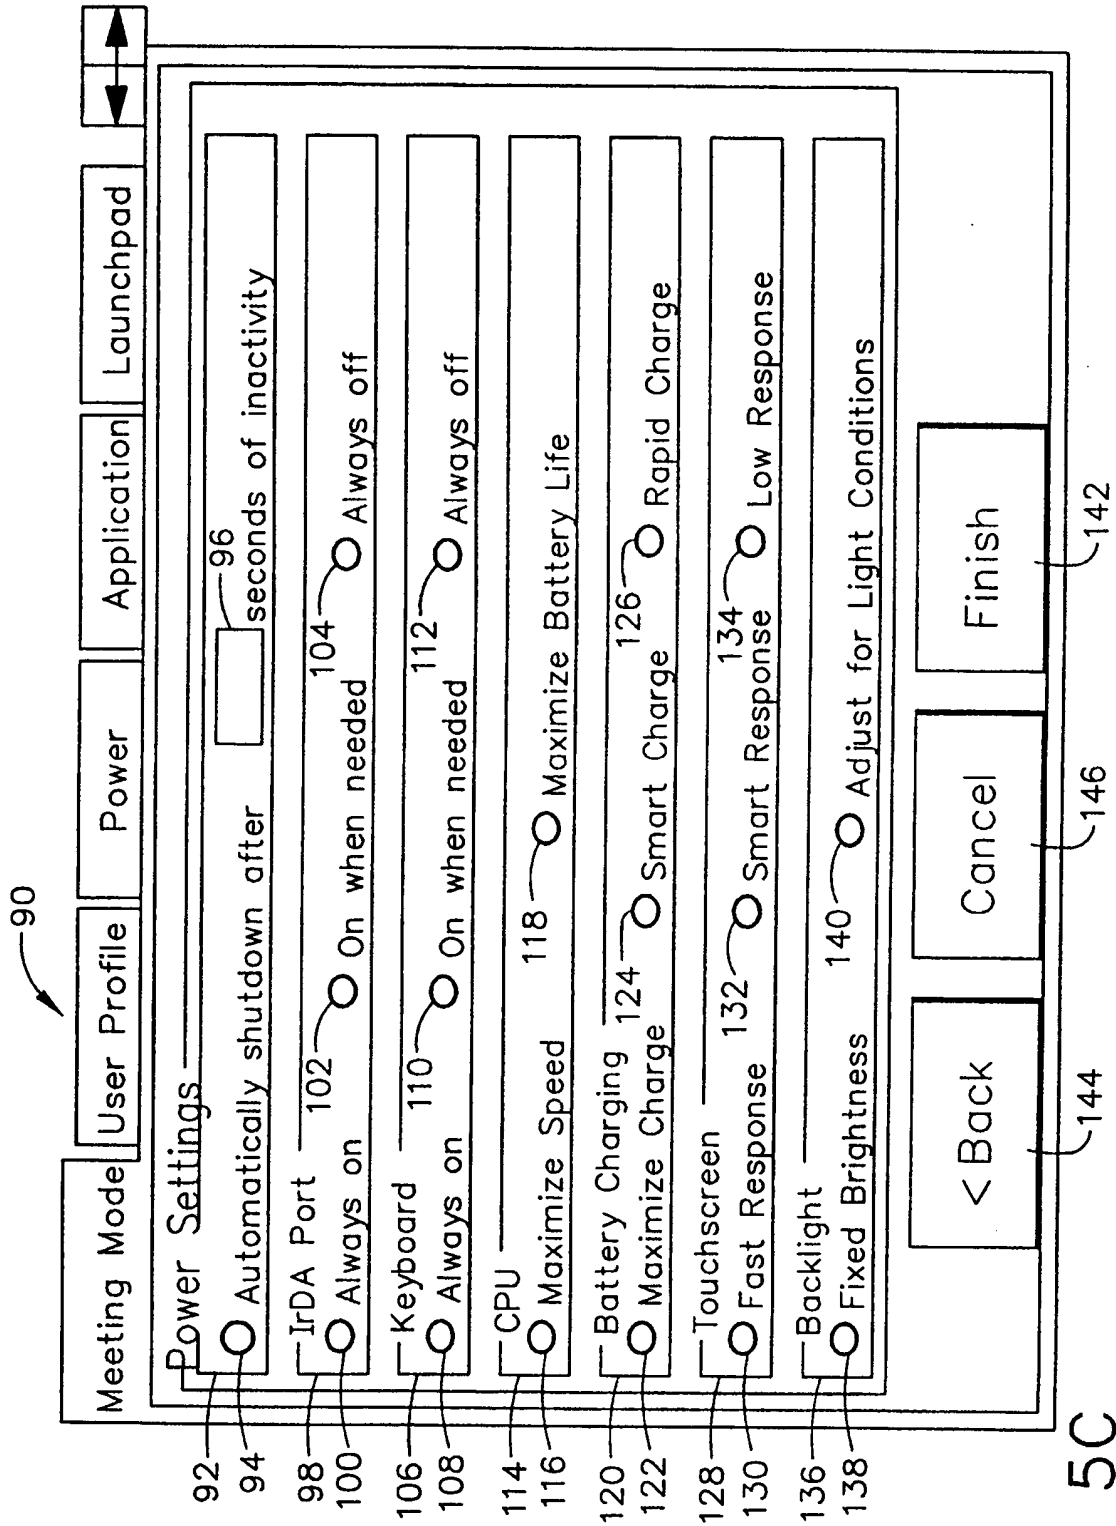 90
Meeting Mode User Profile Power Application Launchpad
Power Settings
92
94
Automatically shutdown after
96
seconds of inactivity
98
IrDA Port
102
104
100
Always on On when needed Always off
106
Keyboard
110
112
108
Always on On when needed Always off
114
CPU
118
116
Maximize Speed Maximize Battery Life
120
Battery Charging
124
126
122
Maximize Charge Smart Charge Rapid Charge
128
Touchscreen
132
134
130
Fast Response Smart Response Low Response
136
Backlight
140
138
Fixed Brightness Adjust for Light Conditions
<Back Cancel Finish
144 146 142
5C